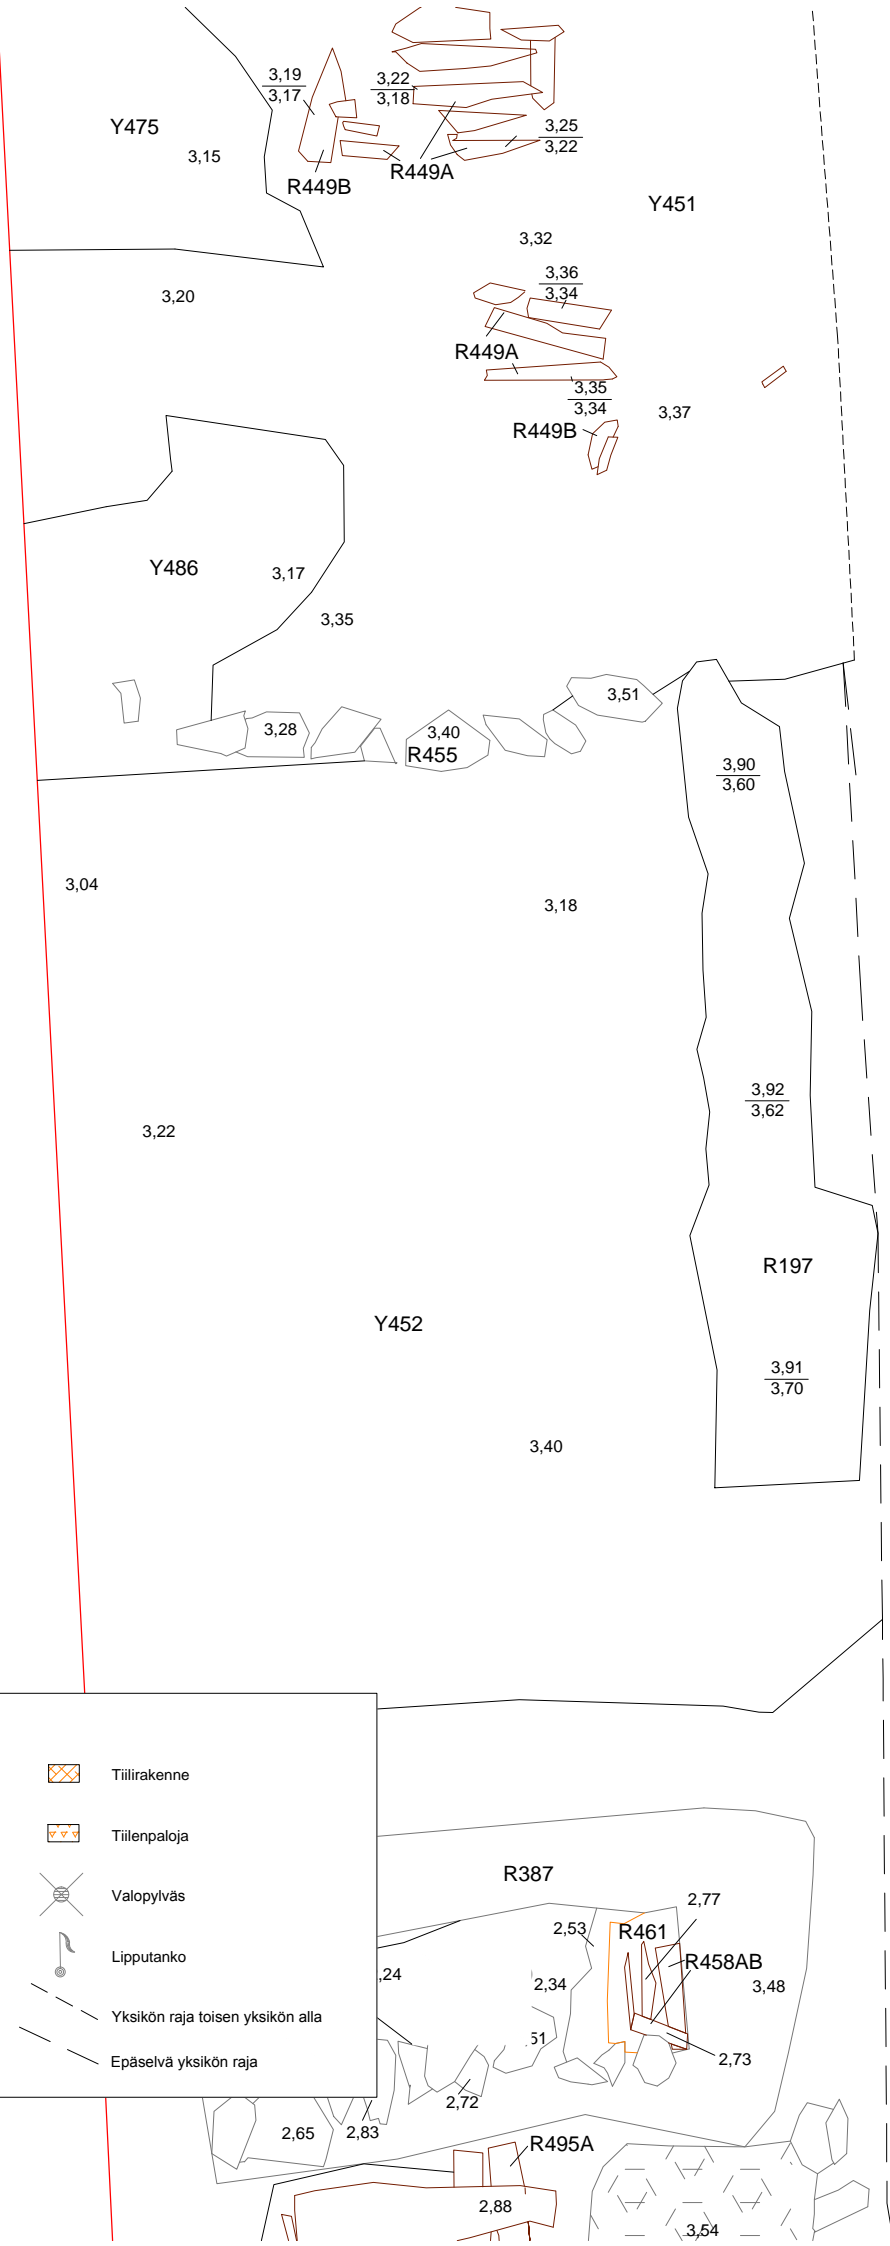 3,19
3,17
3,22
3,18
Y475
3,25
3,22
3,15
R449B
R449A
Y451
3,32
3,36
3,34
3,20
R449A
3,35
3,34
3,37
R449B
Y486
3,17
3,35
3,51
3,28
3,40
R455
3,90
3,60
3,04
3,18
3,92
3,62
3,22
R197
Y452
3,91
3,70
3,40
Tiilirakenne
Tiilenpaloja
Valopylväs
Lipputanko
Yksikön raja toisen yksikön alla
Epäselvä yksikön raja
R387
2,77
2,53
R461
R458AB
,24
2,34
3,48
51
2,73
2,72
2,65
2,83
R495A
2,88
3,54